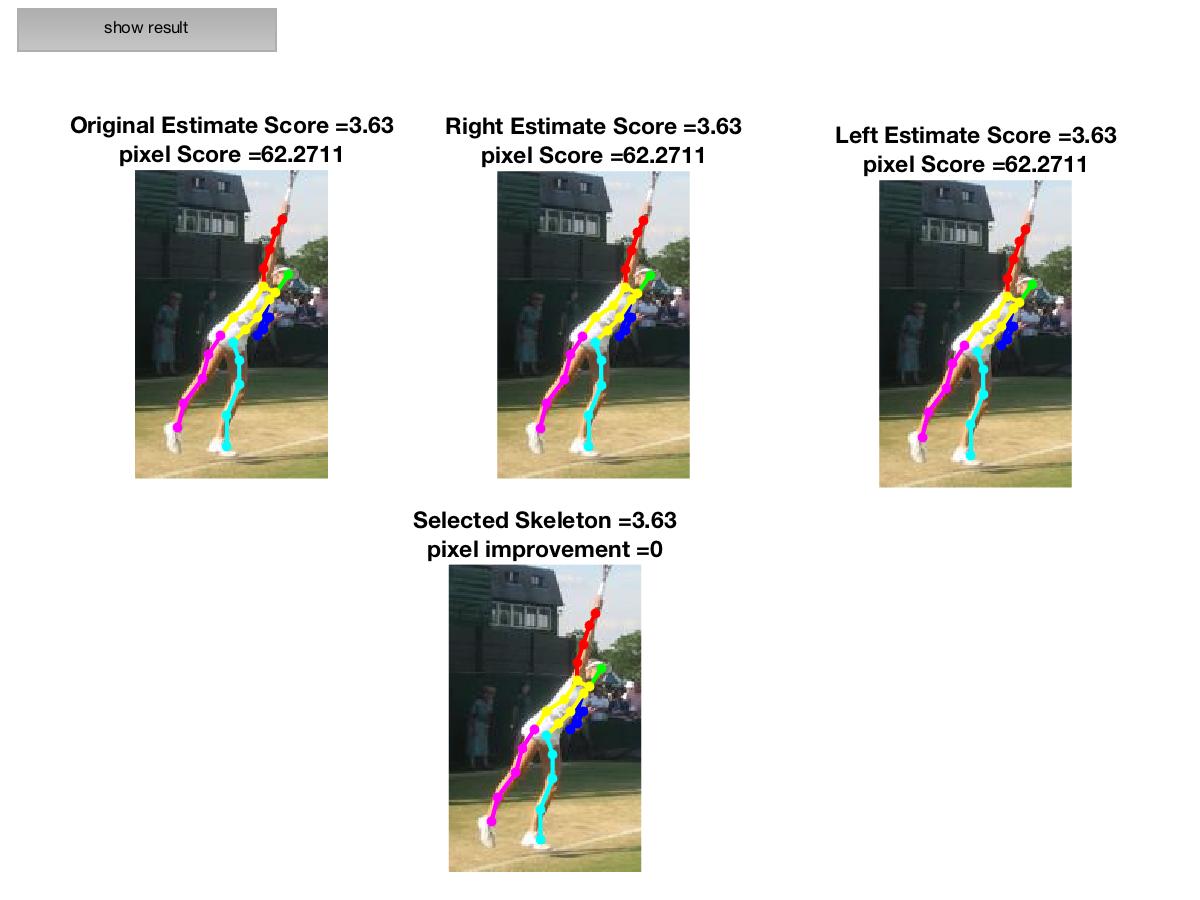 show result
Original Estimate Score =3.63
pixel Score =62.2711
Right Estimate Score =3.63
pixel Score =62.2711
Left Estimate Score =3.63
pixel Score =62.2711
Selected Skeleton =3.63
pixel improvement =0